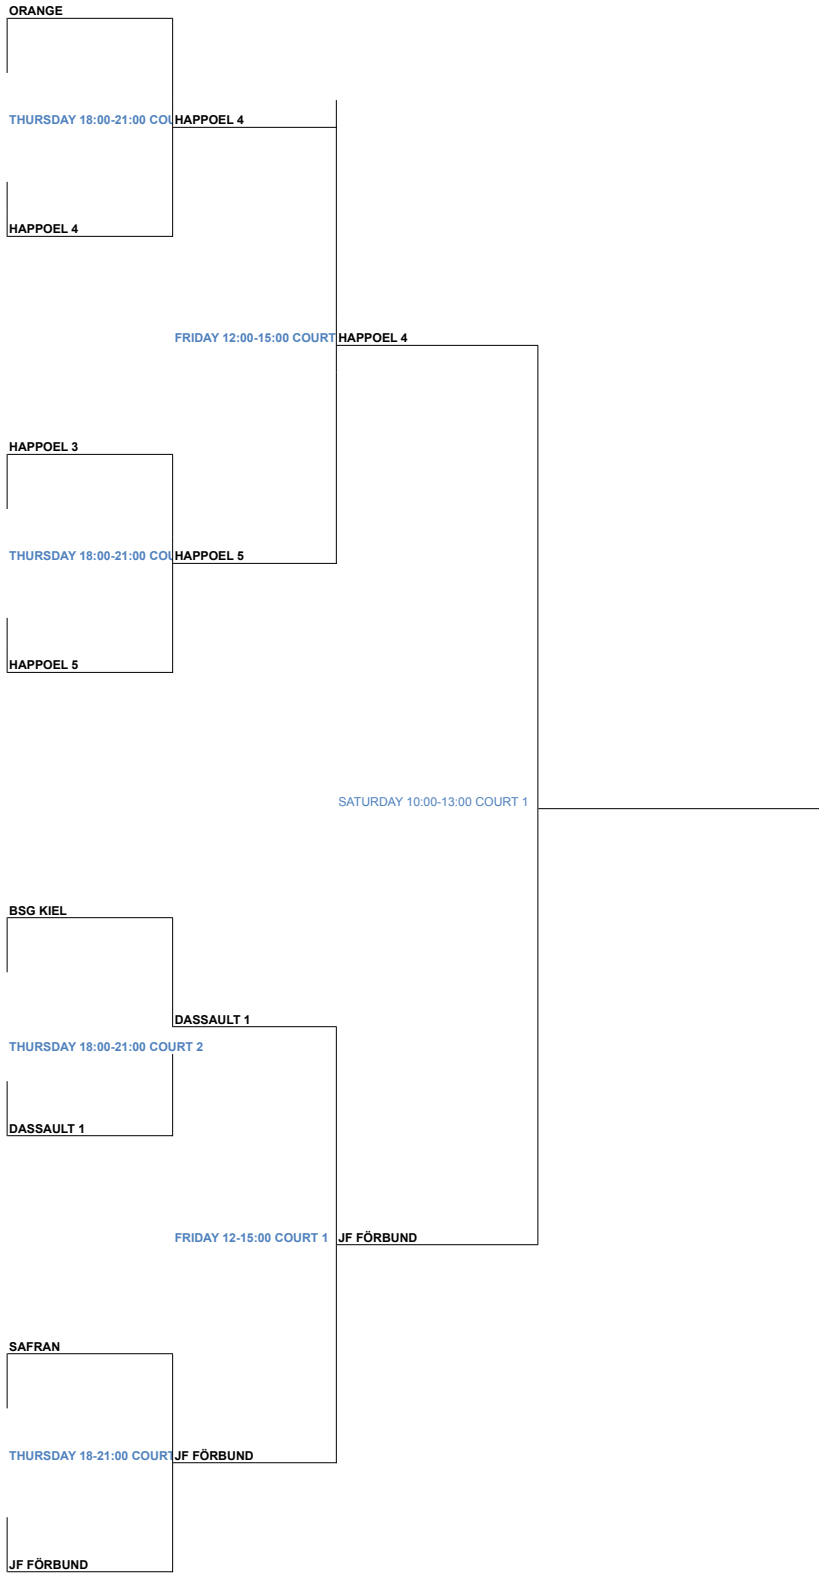 ORANGE
THURSDAY 18:00-21:00 HAPPOEL 4
HAPPOEL 4
FRIDAY 12:00-15:00 COURT HAPPOEL 4
HAPPOEL 3
THURSDAY 18:00-21:00 HAPPOEL 5
HAPPOEL 5
SATURDAY 10:00-13:00 COURT 1
BSG KIEL
DASSAULT 1
THURSDAY 18:00-21:00 COURT 2
DASSAULT 1
FRIDAY 12-15:00 COURT 1 JF FÖRBUND
SAFRAN
THURSDAY 18-21:00 COURT JF FÖRBUND
JF FÖRBUND